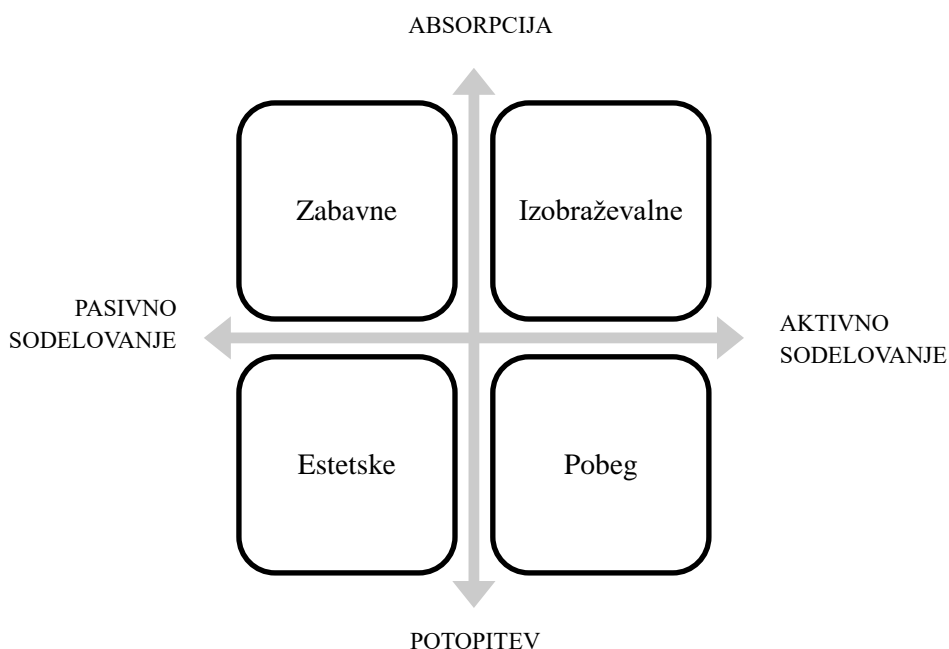 ABSORPCIJA
Zabavne
Izobraževalne
PASIVNO
SODELOVANJE
AKTIVNO
SODELOVANJE
Estetske
Pobeg
POTOPITEV